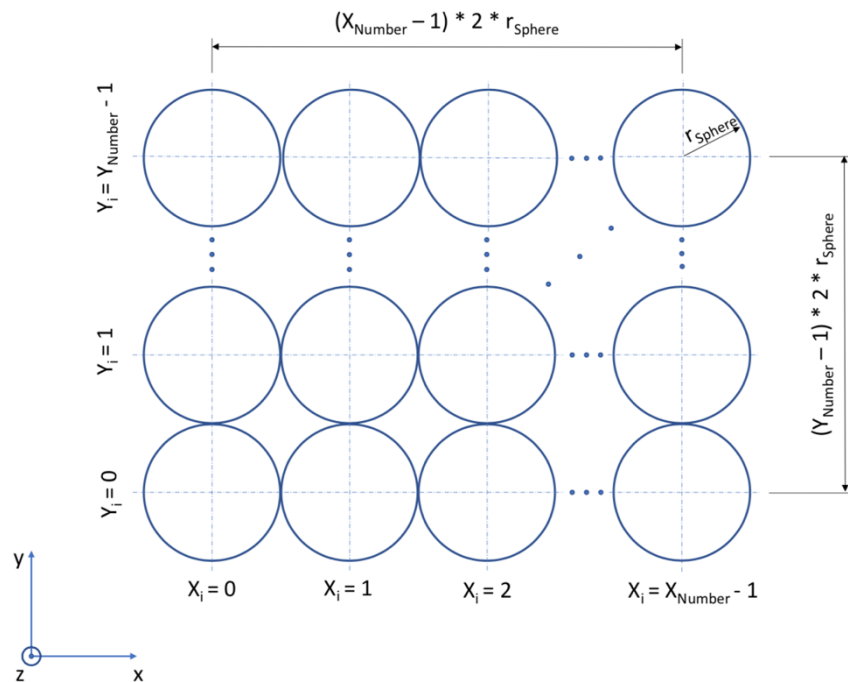 (X_Number – 1) * 2 * r_Sphere
Y_i = Y_Number - 1
r_Sphere
Y_i = 1
(Y_Number – 1) * 2 * r_Sphere
Y_i = 0
X_i = 0
X_i = 1
X_i = 2
X_i = X_Number - 1
y
z
x